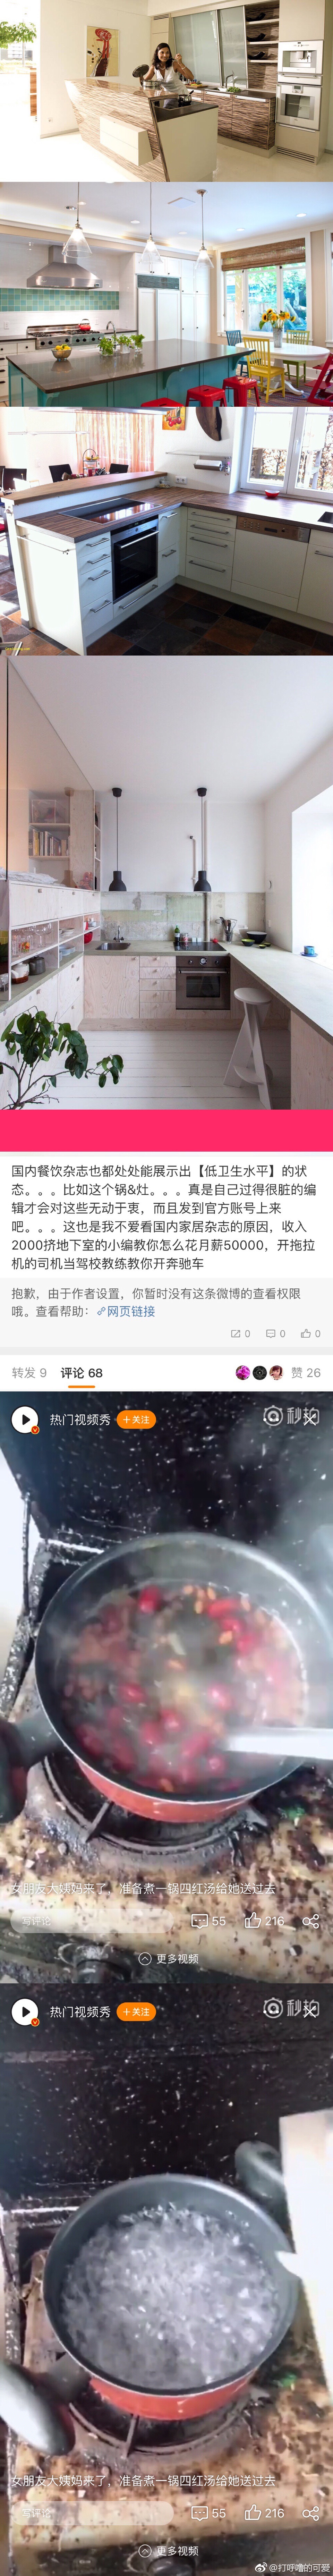 国内餐饮杂志也都处处能展示出【低卫生水平】的状
态。。。比如这个锅&灶。。。真是自己过得很脏的编
辑才会对这些无动于衷，而且发到官方账号上来
吧。。。这也是我不爱看国内家居杂志的原因，收入
2000挤地下室的小编教你怎么花月薪50000，开拖拉
机的司机当驾校教练教你开奔驰车
抱歉，由于作者设置，你暂时没有这条微博的查看权限
哦。查看帮助：网页链接
0 0 0
转发 9 评论 68 赞 26
热门视频秀 +关注 秒拍
女朋友大姨妈来了，准备煮一锅四红汤给她送过去
写评论 55 216
更多视频
热门视频秀 +关注 秒拍
女朋友大姨妈来了，准备煮一锅四红汤给她送过去
写评论 55 216
更多视频
@打呼噜的可爱